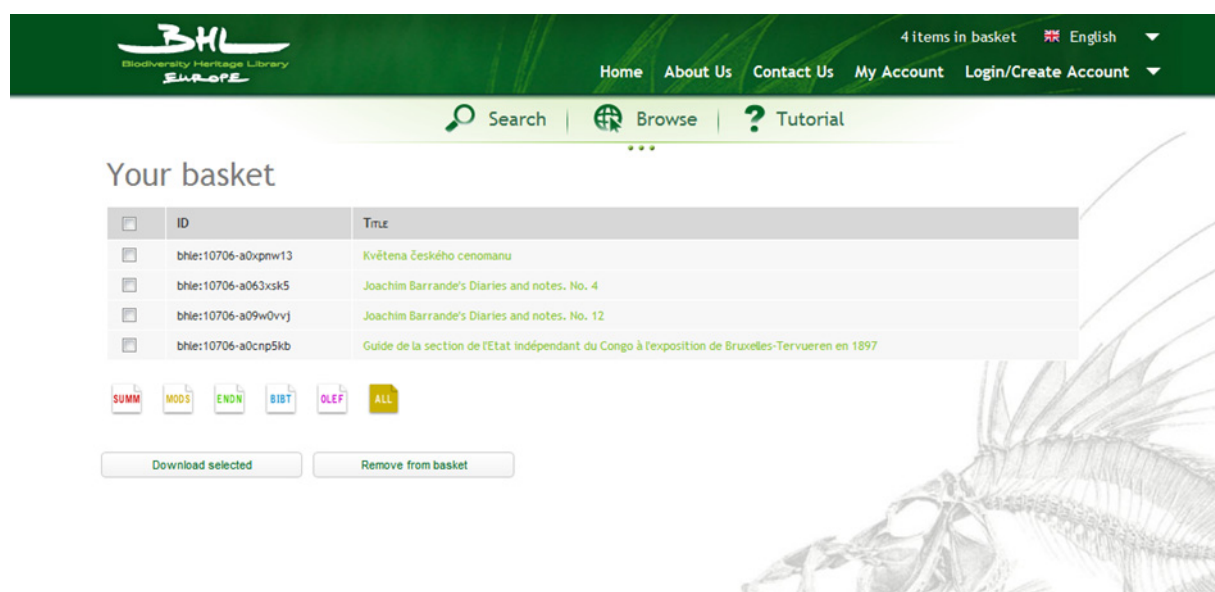 BHL
Biodiversity Heritage Library
EUROPE
4 items in basket English
Home About Us Contact Us My Account Login/Create Account
Search Browse ? Tutorial
Your basket
ID TITLE
bhle:10706-a0xpnw13 Květena českého cenomanu
bhle:10706-a063xsk5 Joachim Barrande's Diaries and notes. No. 4
bhle:10706-a09w0vvj Joachim Barrande's Diaries and notes. No. 12
bhle:10706-a0cnp5kb Guide de la section de l'Etat indépendant du Congo à l'exposition de Bruxelles-Tervueren en 1897
SUMM MODS ENDN BIBT OLEF ALL
Download selected Remove from basket